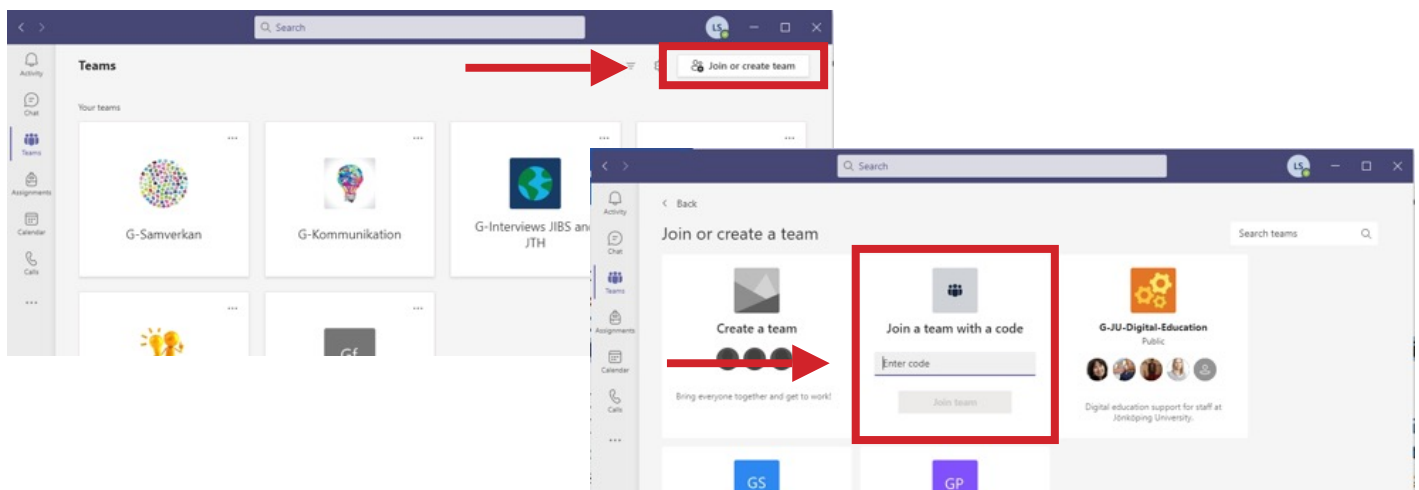 Search
LS
Activity
Teams
Join or create team
Chat
Your teams
Teams
Assignments
Calendar
G-Samverkan
G-Kommunikation
G-Interviews JIBS an
JTH
Calls
Gf
Search
LS
Activity
Back
Join or create a team
Search teams
Chat
Teams
Assignments
Create a team
Join a team with a code
G-JU-Digital-Education
Public
Calendar
Enter code
Calls
Bring everyone together and get to work!
Join team
Digital education support for staff at
Jönköping University.
GS
GP